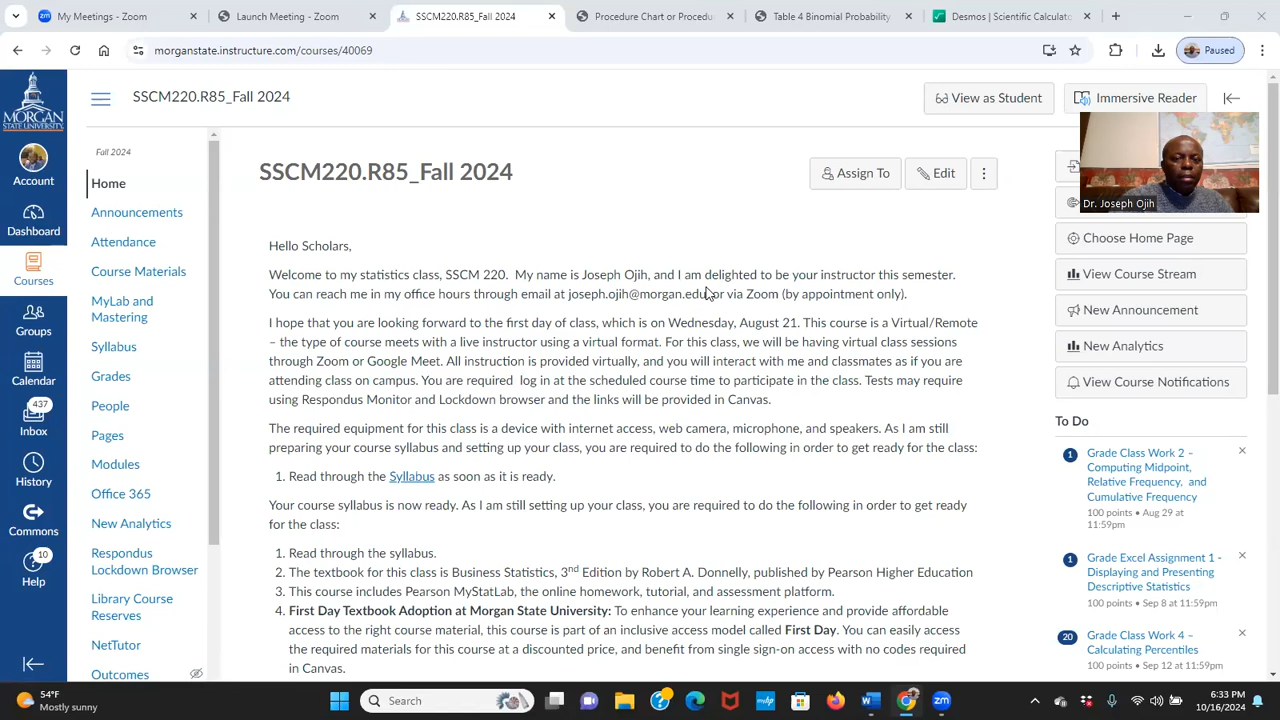 My Meetings - Zoom
Launch Meeting - Zoom
SSCM220.R85_Fall 2024
Procedure Chart or Procedu
Table 4 Binomial Probability
Desmos | Scientific Calculato
morganstate.instructure.com/courses/40069
Paused
MORGAN
STATE UNIVERSITY
Account
Dashboard
Courses
Groups
Calendar
437
Inbox
History
Commons
10
Help
SSCM220.R85_Fall 2024
View as Student
Immersive Reader
Fall 2024
Home
Announcements
Attendance
Course Materials
MyLab and
Mastering
Syllabus
Grades
People
Pages
Modules
Office 365
New Analytics
Respondus
Lockdown Browser
Library Course
Reserves
NetTutor
Outcomes
SSCM220.R85_Fall 2024
Assign To
Edit
Hello Scholars,
Welcome to my statistics class, SSCM 220. My name is Joseph Ojih, and I am delighted to be your instructor this semester.
You can reach me in my office hours through email at joseph.ojih@morgan.edu or via Zoom (by appointment only).
I hope that you are looking forward to the first day of class, which is on Wednesday, August 21. This course is a Virtual/Remote
– the type of course meets with a live instructor using a virtual format. For this class, we will be having virtual class sessions
through Zoom or Google Meet. All instruction is provided virtually, and you will interact with me and classmates as if you are
attending class on campus. You are required log in at the scheduled course time to participate in the class. Tests may require
using Respondus Monitor and Lockdown browser and the links will be provided in Canvas.
The required equipment for this class is a device with internet access, web camera, microphone, and speakers. As I am still
preparing your course syllabus and setting up your class, you are required to do the following in order to get ready for the class:
1. Read through the Syllabus as soon as it is ready.
Your course syllabus is now ready. As I am still setting up your class, you are required to do the following in order to get ready
for the class:
1. Read through the syllabus.
2. The textbook for this class is Business Statistics, 3rd Edition by Robert A. Donnelly, published by Pearson Higher Education
3. This course includes Pearson MyStatLab, the online homework, tutorial, and assessment platform.
4. First Day Textbook Adoption at Morgan State University: To enhance your learning experience and provide affordable
access to the right course material, this course is part of an inclusive access model called First Day. You can easily access
the required materials for this course at a discounted price, and benefit from single sign-on access with no codes required
in Canvas.
Dr. Joseph Ojih
Choose Home Page
View Course Stream
New Announcement
New Analytics
View Course Notifications
To Do
1
Grade Class Work 2 –
Computing Midpoint,
Relative Frequency, and
Cumulative Frequency
100 points • Aug 29 at
11:59pm
1
Grade Excel Assignment 1 -
Displaying and Presenting
Descriptive Statistics
100 points • Sep 8 at 11:59pm
20
Grade Class Work 4 –
Calculating Percentiles
100 points • Sep 12 at 11:59pm
54°F
Mostly sunny
Search
6:33 PM
10/16/2024